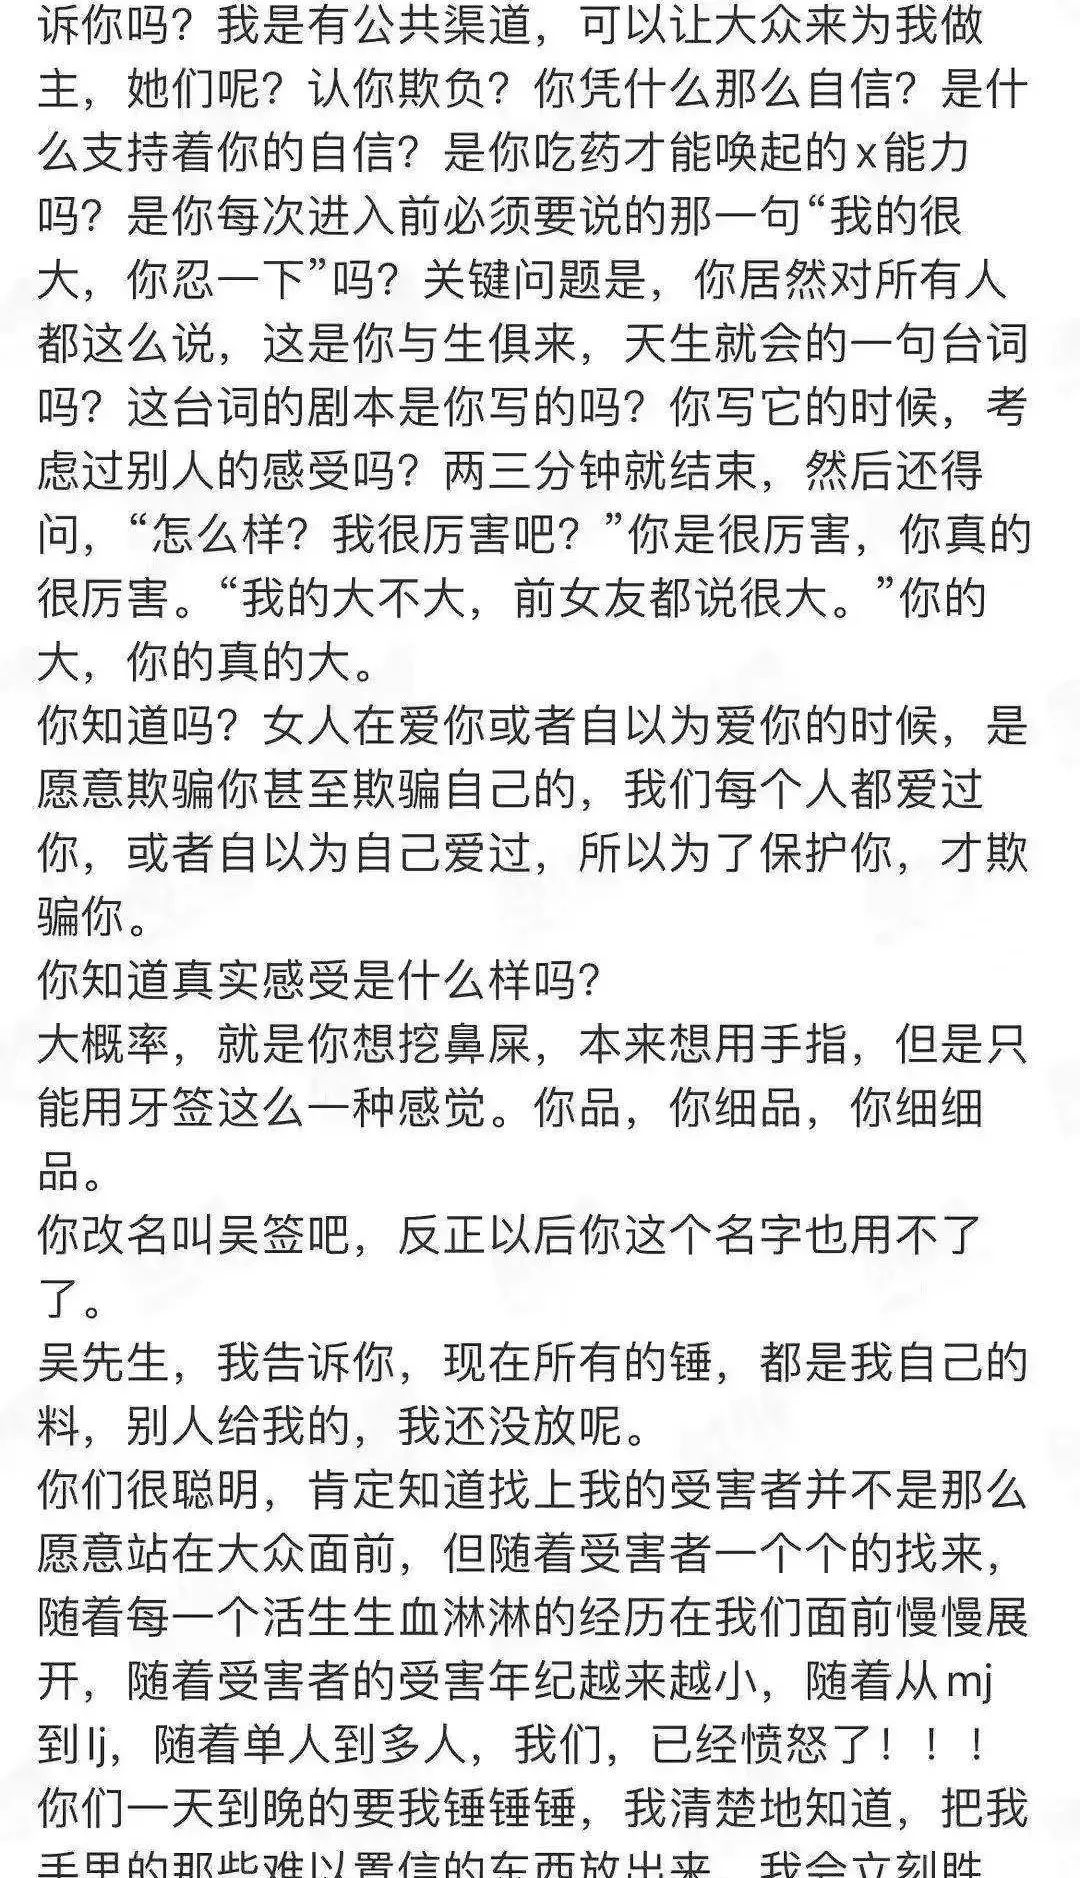 诉你吗？我是有公共渠道，可以让大众来为我做
主，她们呢？认你欺负？你凭什么那么自信？是什
么支持着你的自信？是你吃药才能唤起的x能力
吗？是你每次进入前必须要说的那一句“我的很
大，你忍一下”吗？关键问题是，你居然对所有人
都这么说，这是你与生俱来，天生就会的一句台词
吗？这台词的剧本是你写的吗？你写它的时候，考
虑过别人的感受吗？两三分钟就结束，然后还得
问，“怎么样？我很厉害吧？”你是很厉害，你真的
很厉害。“我的大不大，前女友都说很大。”你的
大，你的真的大。
你知道吗？女人在爱你或者自以为爱你的时候，是
愿意欺骗你甚至欺骗自己的，我们每个人都爱过
你，或者自以为自己爱过，所以为了保护你，才欺
骗你。
你知道真实感受是什么样吗？
大概率，就是你想挖鼻屎，本来想用手指，但是只
能用牙签这么一种感觉。你品，你细品，你细细
品。
你改名叫吴签吧，反正以后你这个名字也用不了
了。
吴先生，我告诉你，现在所有的锤，都是我自己的
料，别人给我的，我还没放呢。
你们很聪明，肯定知道找上我的受害者并不是那么
愿意站在大众面前，但随着受害者一个个的找来，
随着每一个活生生血淋淋的经历在我们面前慢慢展
开，随着受害者的受害年纪越来越小，随着从mj
到lj，随着单人到多人，我们，已经愤怒了！！！
你们一天到晚的要我锤锤锤，我清楚地知道，把我
手里的那些难以置信的东西放出来，我会立刻胜